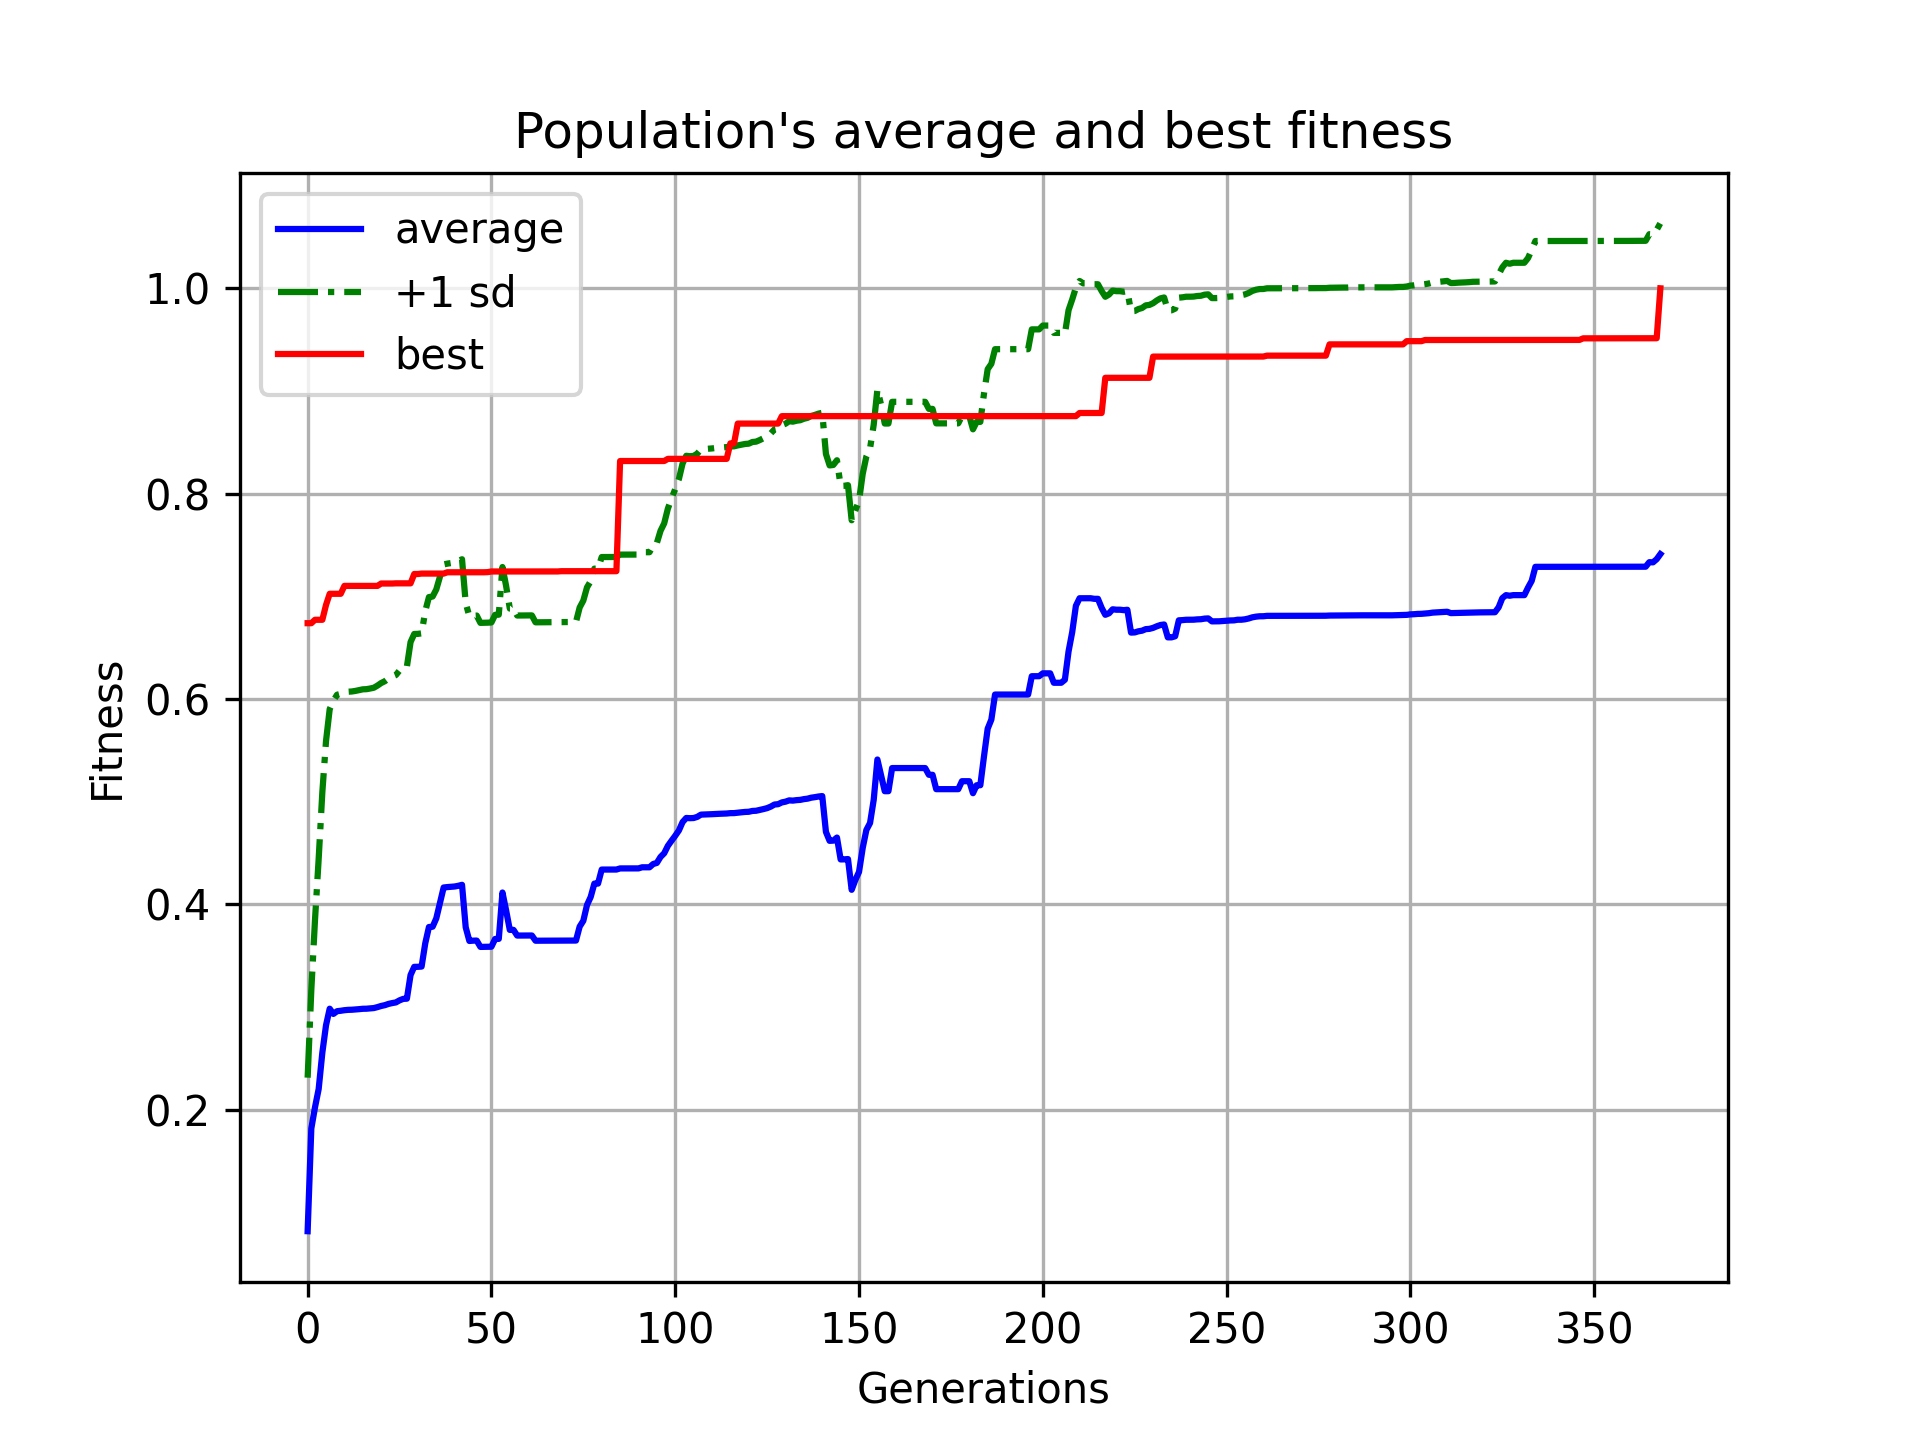 Population's average and best fitness
average
+1 sd
best
Fitness
1.0
0.8
0.6
0.4
0.2
0 50 100 150 200 250 300 350
Generations